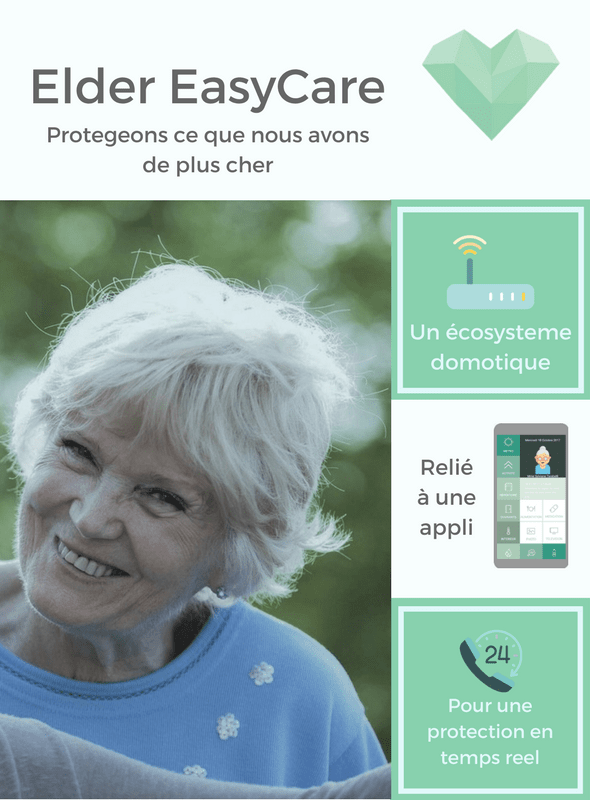 Elder EasyCare
Protegeons ce que nous avons
de plus cher
Un écosysteme
domotique
Relié
à une
appli
24
Pour une
protection en
temps reel